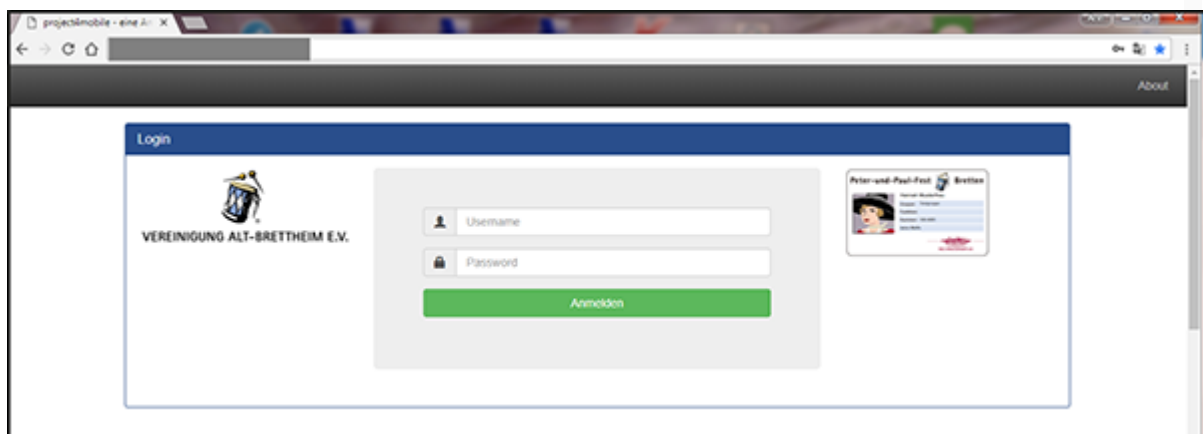 project4mobile - eine A
About
Login
VEREINIGUNG ALT-BRETTHEIM E.V.
Username
Password
Anmelden
Peter-und-Paul-Fest Bretten